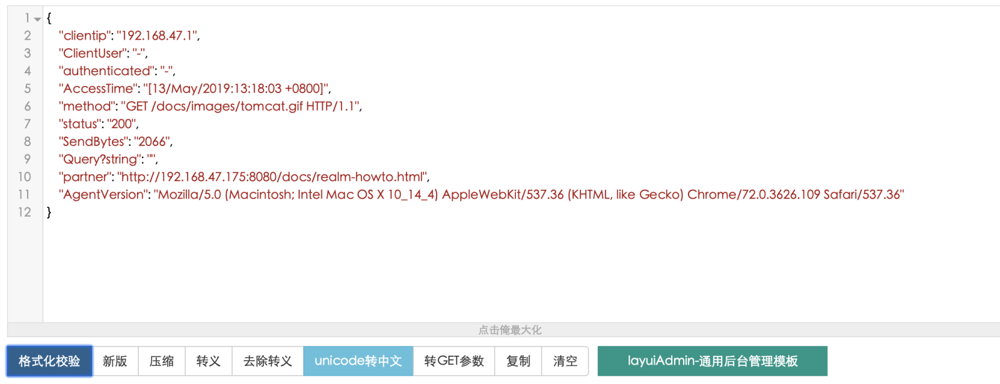 1 {
2 "clientip": "192.168.47.1",
3 "ClientUser": "-",
4 "authenticated": "-",
5 "AccessTime": "[13/May/2019:13:18:03 +0800]",
6 "method": "GET /docs/images/tomcat.gif HTTP/1.1",
7 "status": "200",
8 "SendBytes": "2066",
9 "Query?string": "",
10 "partner": "http://192.168.47.175:8080/docs/realm-howto.html",
11 "AgentVersion": "Mozilla/5.0 (Macintosh; Intel Mac OS X 10_14_4) AppleWebKit/537.36 (KHTML, like Gecko) Chrome/72.0.3626.109 Safari/537.36"
12 }
点击俺最大化
格式化校验 新版 压缩 转义 去除转义 unicode转中文 转GET参数 复制 清空 layuiAdmin-通用后台管理模板